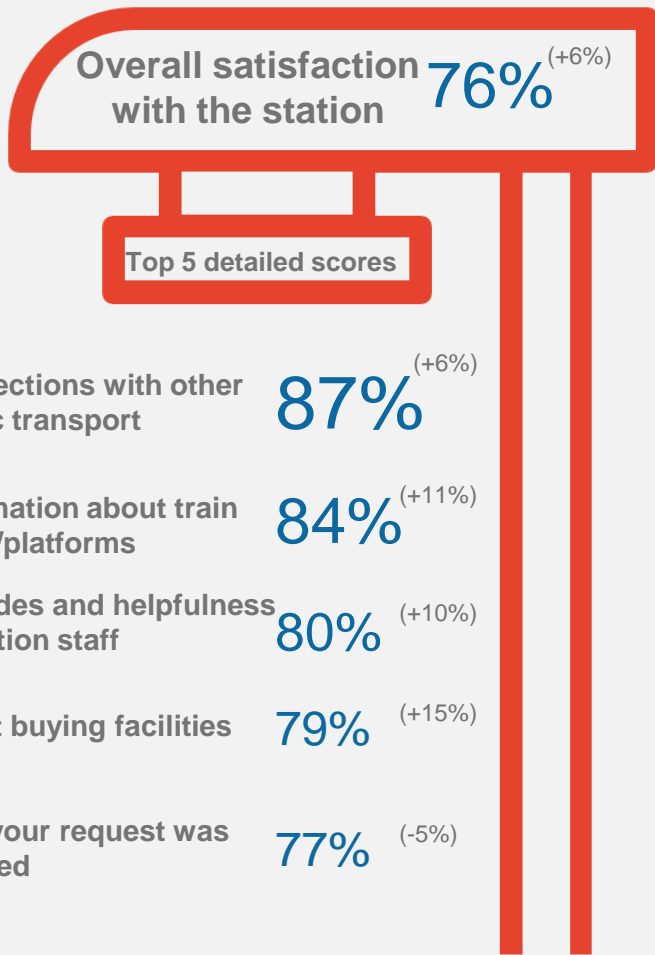 Overall satisfaction 76% (+6%)
with the station
Top 5 detailed scores
ections with other 87% (+6%)
c transport
nation about train 84% (+11%)
/platforms
des and helpfulness 80% (+10%)
tion staff
t buying facilities 79% (+15%)
your request was 77% (-5%)
ed